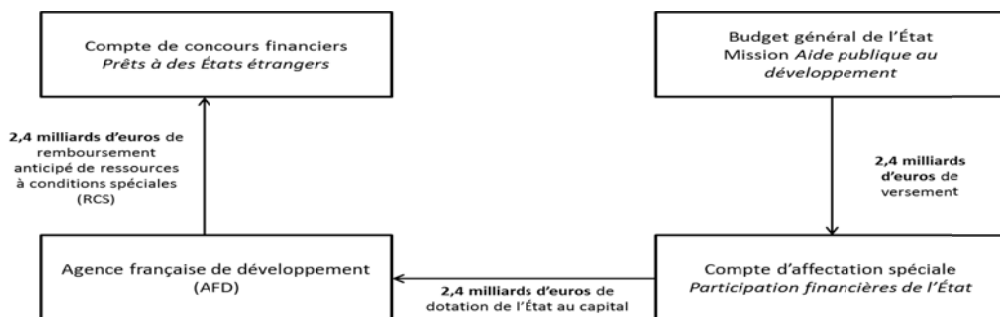 Compte de concours financiers
Prêts à des États étrangers
Budget général de l'État
Mission Aide publique au
développement
2,4 milliards d'euros de
remboursement
anticipé de ressources
à conditions spéciales
(RCS)
2,4 milliards
d'euros de
versement
Agence française de développement
(AFD)
2,4 milliards d'euros de
dotation de l'État au capital
Compte d'affectation spéciale
Participation financières de l'État